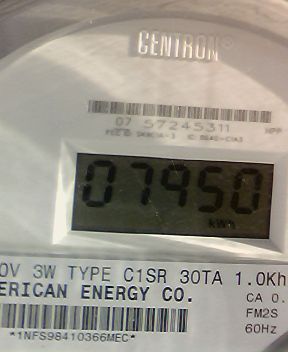 CENTRON®
07 57245311
HPP
07950
kWh
0V 3W TYPE C1SR 30TA 1.0Kh
ERICAN ENERGY CO.
CA 0.
FM2S
60Hz
*1NFS98410366MEC*